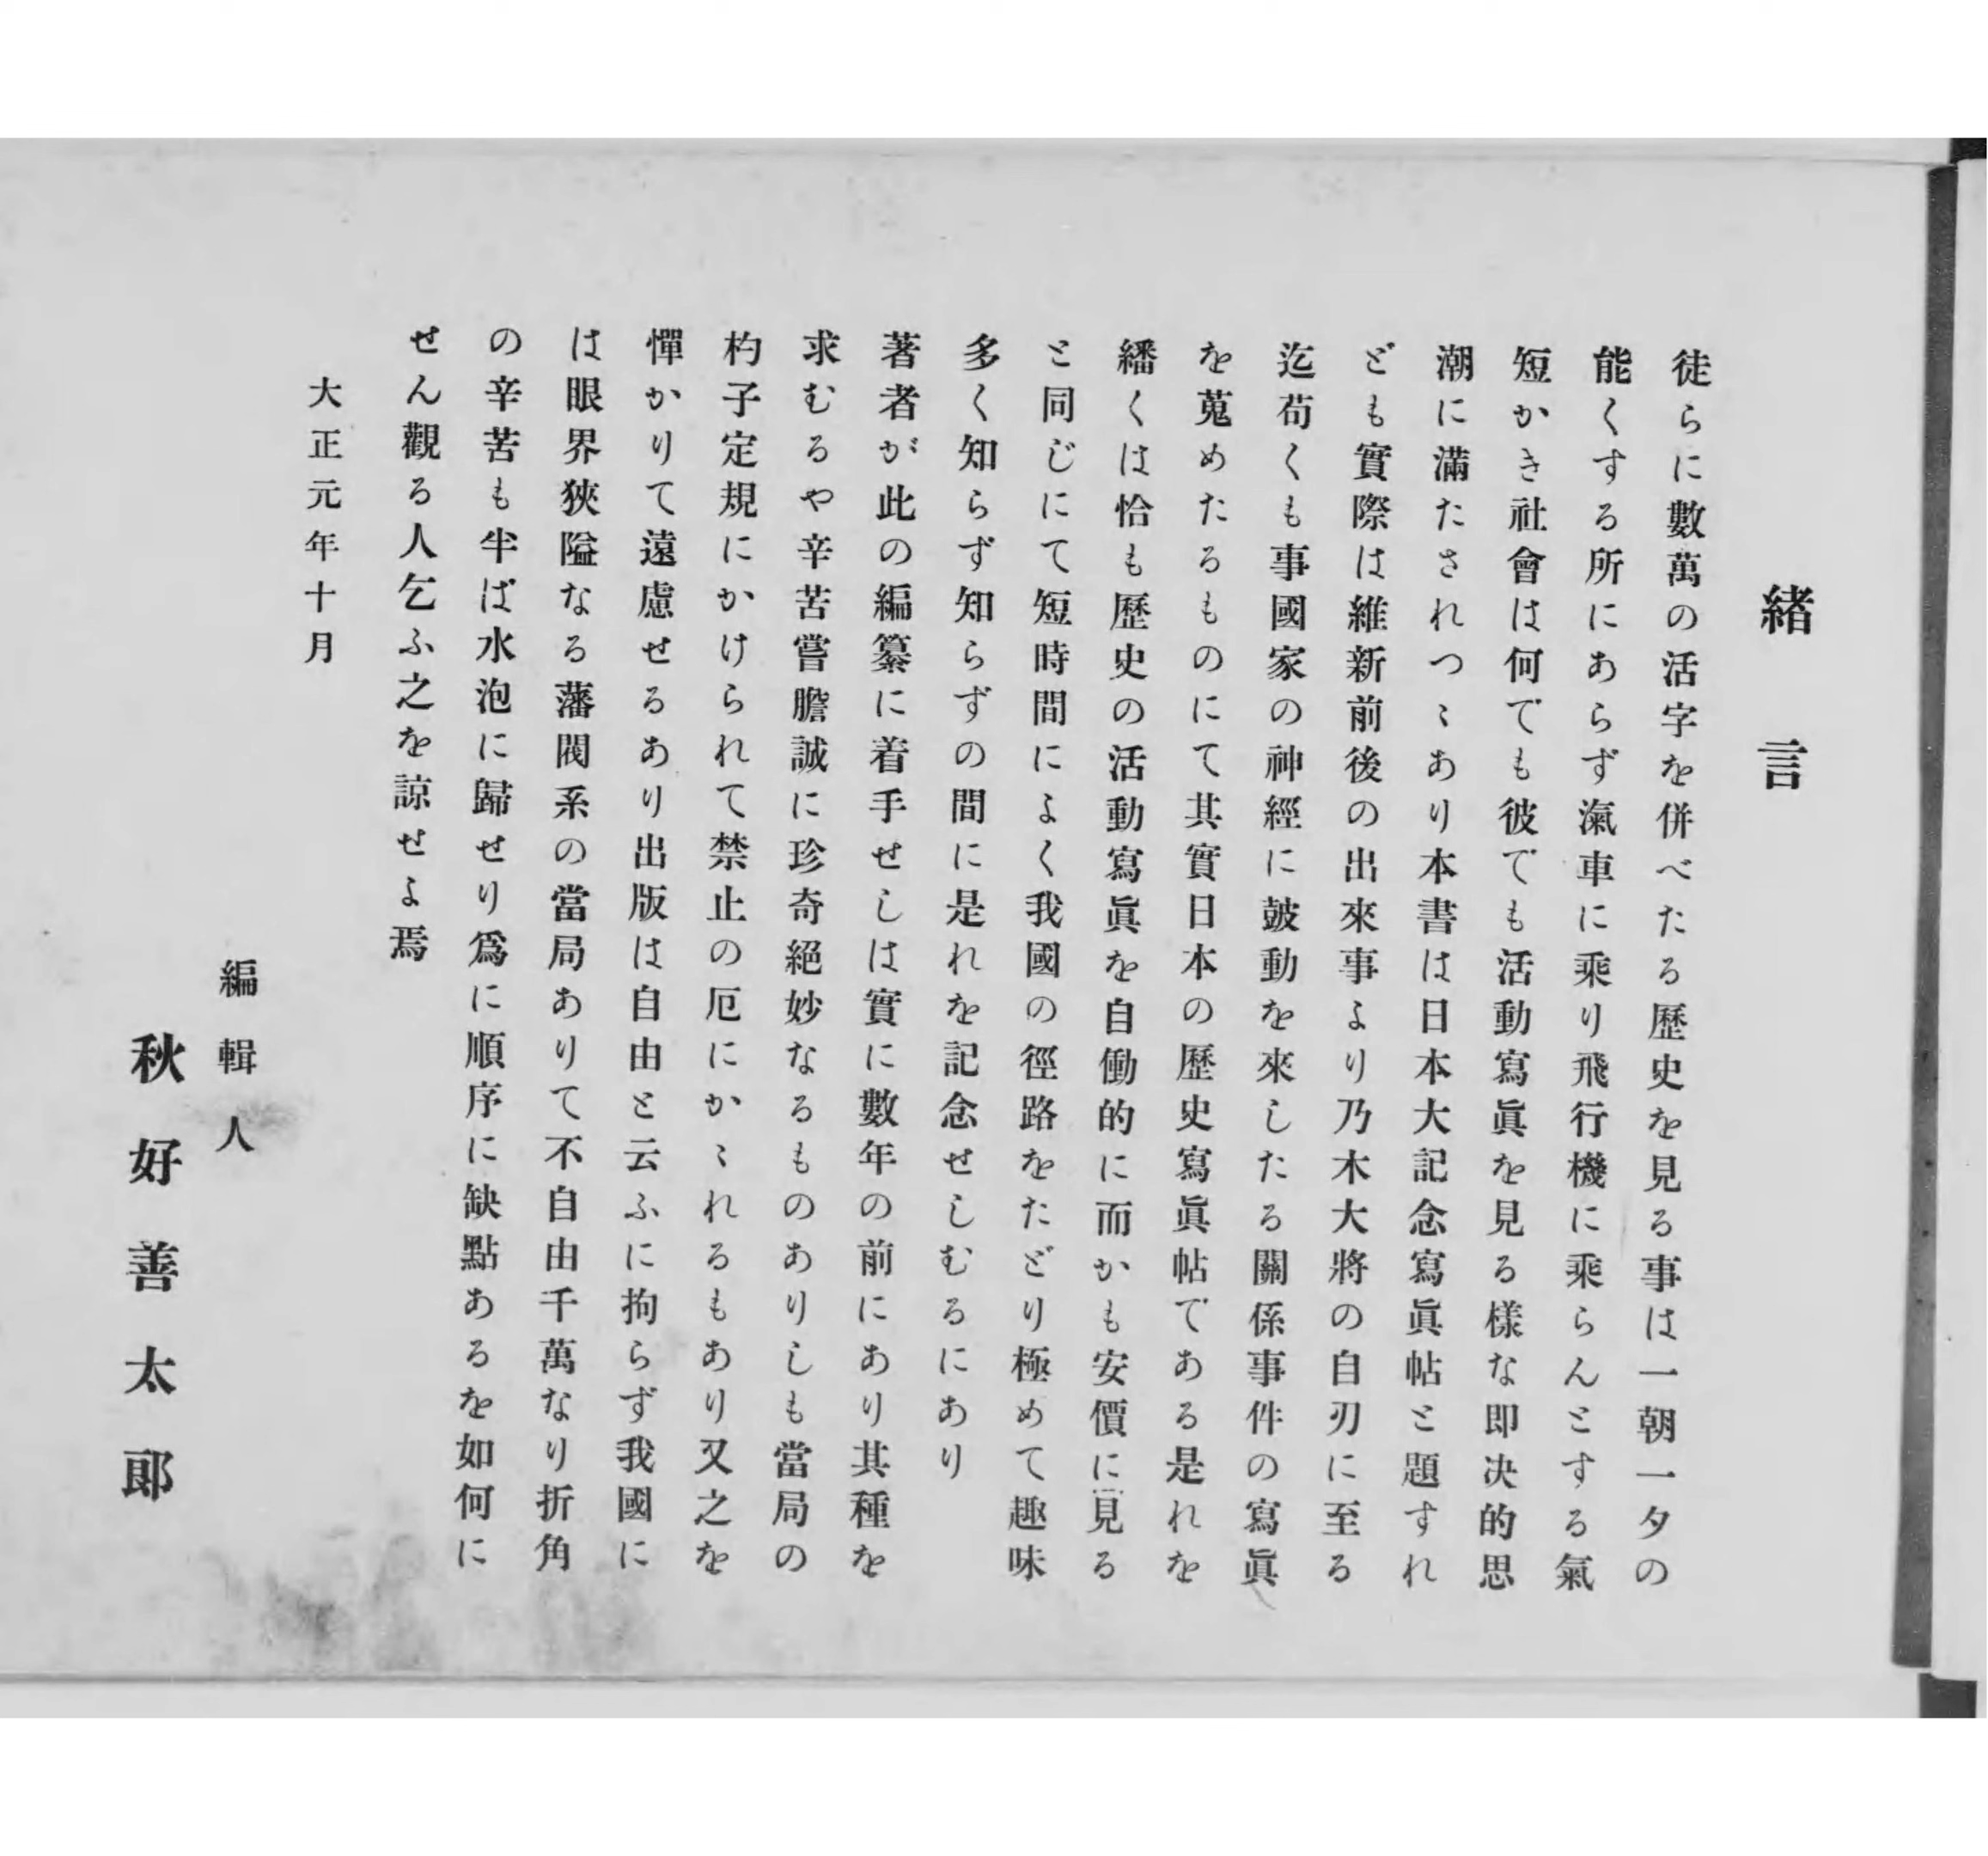 緒言
徒らに數萬の活字を併べたる歷史を見る事は一朝一夕の
能くする所にあらず滊車に乘り飛行機に乘らんとする氣
短かき社會は何でも彼でも活動寫眞を見る樣な卽决的思
潮に滿たされつゝあり本書は日本大記念寫眞帖と題すれ
ども實際は維新前後の出來事より乃木大將の自刃に至る
迄苟くも事國家の神經に皷動を來したる關係事件の寫眞
を蒐めたるものにて其實日本の歷史寫眞帖である是れを
繙くは恰も歷史の活動寫眞を自働的に而かも安價に見る
と同じにて短時間によく我國の徑路をたどり極めて趣味
多く知らず知らずの間に是れを記念せしむるにあり
著者が此の編纂に着手せしは實に數年の前にあり其種を
求むるや辛苦嘗膽誠に珍奇絕妙なるものありしも當局の
杓子定規にかけられて禁止の厄にかゝれるもあり又之を
憚かりて遠慮せるあり出版は自由と云ふに拘らず我國に
は眼界狹隘なる藩閥系の當局ありて不自由千萬なり折角
の辛苦も半ば水泡に歸せり爲に順序に缺點あるを如何に
せん觀る人乞ふ之を諒せよ焉
大正元年十月
編輯人
秋好善太郞